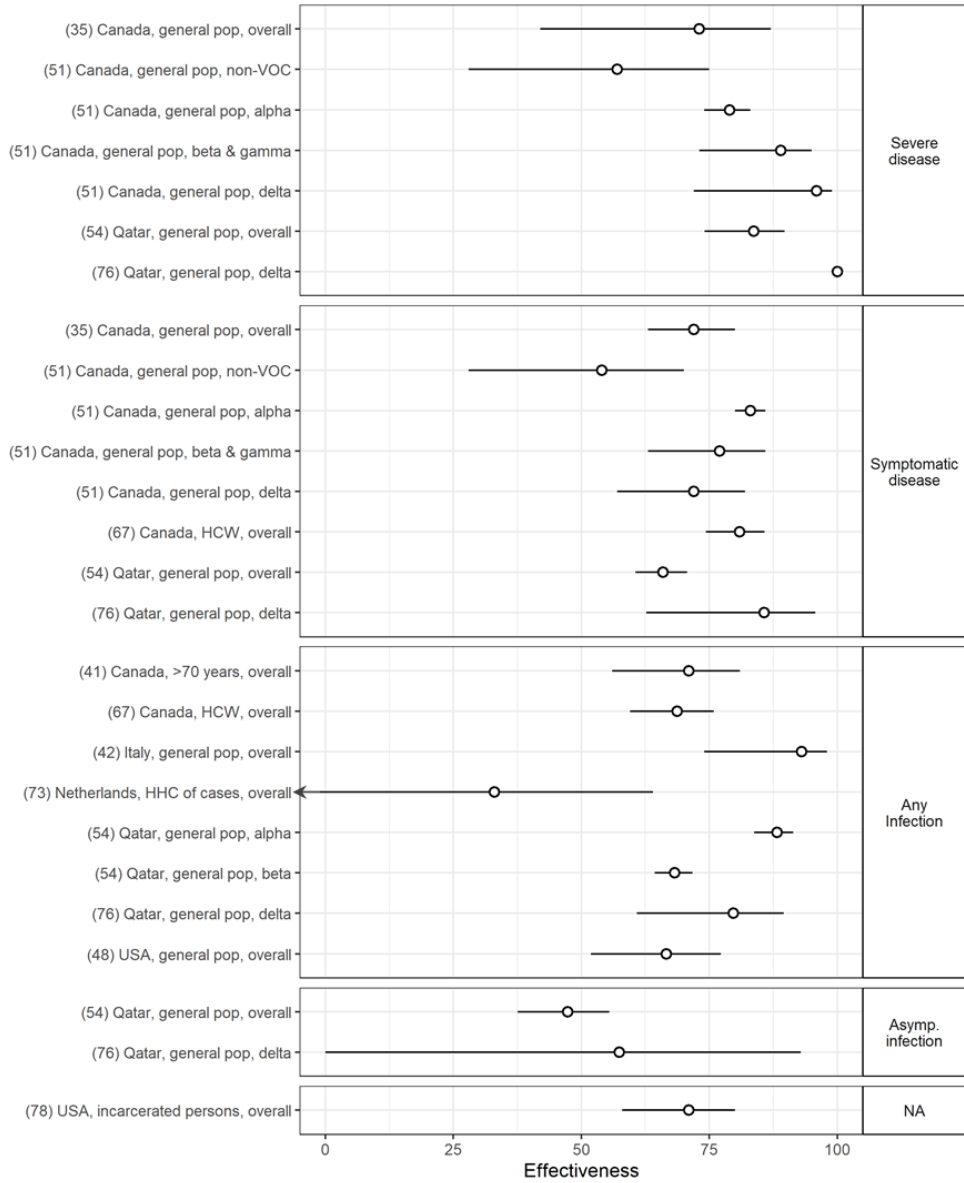 (35) Canada, general pop, overall
(51) Canada, general pop, non-VOC
(51) Canada, general pop, alpha
(51) Canada, general pop, beta & gamma
(51) Canada, general pop, delta
(54) Qatar, general pop, overall
(76) Qatar, general pop, delta
Severe
disease
(35) Canada, general pop, overall
(51) Canada, general pop, non-VOC
(51) Canada, general pop, alpha
(51) Canada, general pop, beta & gamma
(51) Canada, general pop, delta
(67) Canada, HCW, overall
(54) Qatar, general pop, overall
(76) Qatar, general pop, delta
Symptomatic
disease
(41) Canada, >70 years, overall
(67) Canada, HCW, overall
(42) Italy, general pop, overall
(73) Netherlands, HHC of cases, overall
(54) Qatar, general pop, alpha
(54) Qatar, general pop, beta
(76) Qatar, general pop, delta
(48) USA, general pop, overall
Any
Infection
(54) Qatar, general pop, overall
(76) Qatar, general pop, delta
Asymp.
infection
(78) USA, incarcerated persons, overall
NA
0 25 50 75 100
Effectiveness